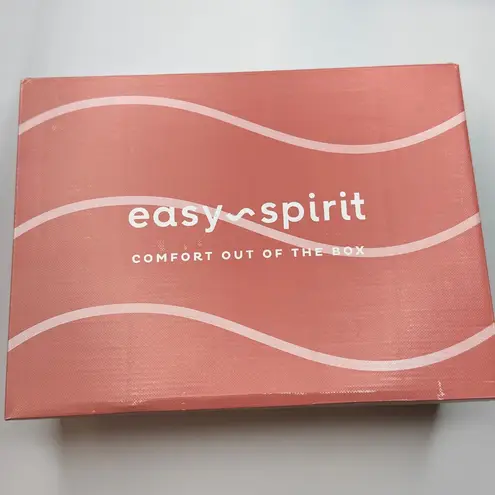 easy~spirit
COMFORT OUT OF THE BOX